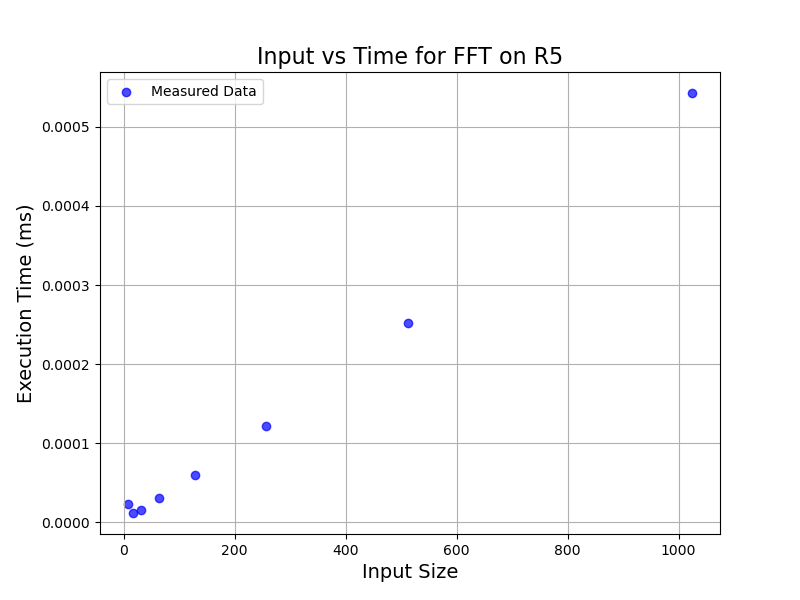 Input vs Time for FFT on R5
Measured Data
Execution Time (ms)
0.0005
0.0004
0.0003
0.0002
0.0001
0.0000
0 200 400 600 800 1000
Input Size